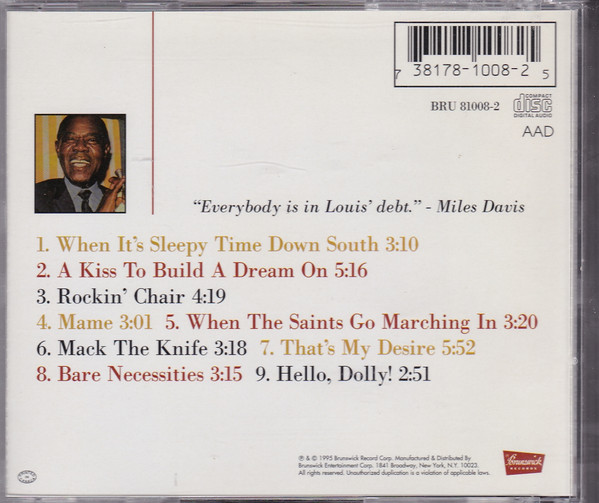 7 38178-1008-2 5
BRU 81008-2
COMPACT
disc
DIGITAL AUDIO
AAD
“Everybody is in Louis’ debt.” - Miles Davis
1. When It’s Sleepy Time Down South 3:10
2. A Kiss To Build A Dream On 5:16
3. Rockin’ Chair 4:19
4. Mame 3:01 5. When The Saints Go Marching In 3:20
6. Mack The Knife 3:18 7. That’s My Desire 5:52
8. Bare Necessities 3:15 9. Hello, Dolly! 2:51
℗ & © 1995 Brunswick Record Corp. Manufactured & Distributed By
Brunswick Entertainment Corp. 1841 Broadway, New York, N.Y. 10023.
All rights reserved. Unauthorized duplication is a violation of applicable laws.
Brunswick
RECORDS